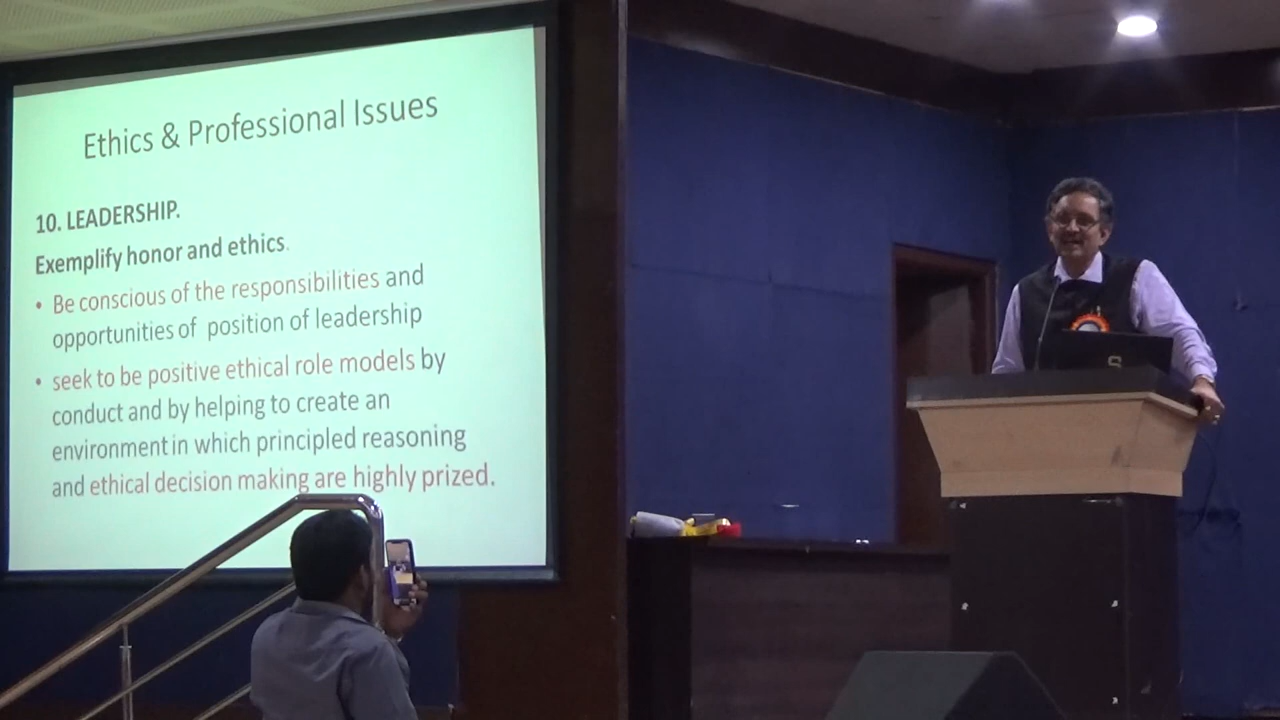 Ethics & Professional Issues
10. LEADERSHIP.
Exemplify honor and ethics.
• Be conscious of the responsibilities and
opportunities of position of leadership
• seek to be positive ethical role models by
conduct and by helping to create an
environment in which principled reasoning
and ethical decision making are highly prized.